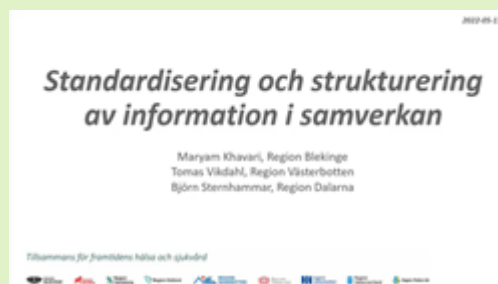 Standardisering och strukturering
av information i samverkan
Maryam Khavari, Region Blekinge
Tomas Vikdahl, Region Västerbotten
Björn Sternhammar, Region Dalarna
Tillsammans för framtidens hälsa och sjukvård